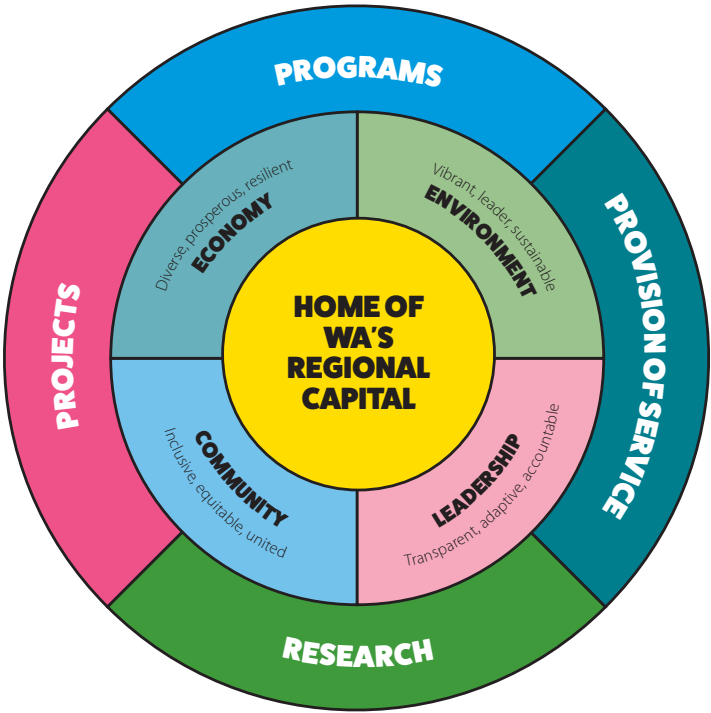 PROGRAMS
Diverse, prosperous, resilient
ECONOMY
Vibrant, leader, sustainable
ENVIRONMENT
PROJECTS
HOME OF
WA'S
REGIONAL
CAPITAL
PROVISION OF SERVICE
COMMUNITY
Inclusive, equitable, united
LEADERSHIP
Transparent, adaptive, accountable
RESEARCH